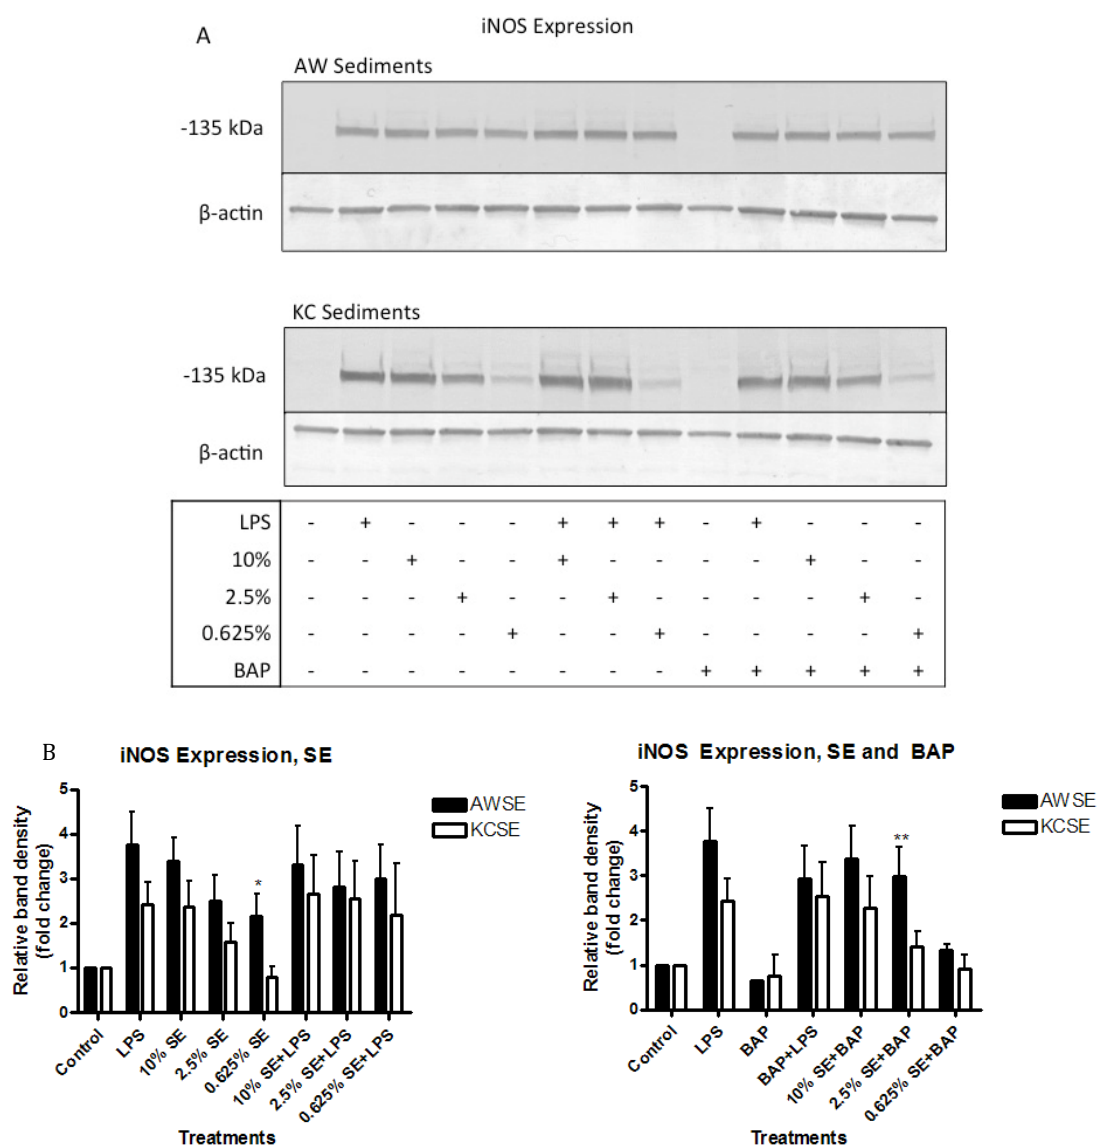 A
iNOS Expression
AW Sediments
-135 kDa
β-actin
KC Sediments
-135 kDa
β-actin
LPS - + - - - + + + - + - - -
10% - - + - - + - - - - + - -
2.5% - - - + - - + - - - - + -
0.625% - - - - + - - + - - - - +
BAP - - - - - - - - + + + + +
B
iNOS Expression, SE
Relative band density
(fold change)
5
4
3
2
1
0
*
AWSE
KCSE
Control
LPS
10% SE
2.5% SE
0.625% SE
10% SE+LPS
2.5% SE+LPS
0.625% SE+LPS
Treatments
iNOS Expression, SE and BAP
Relative band density
(fold change)
5
4
3
2
1
0
**
AWSE
KCSE
Control
LPS
BAP
BAP+LPS
10% SE+BAP
2.5% SE+BAP
0.625% SE+BAP
Treatments